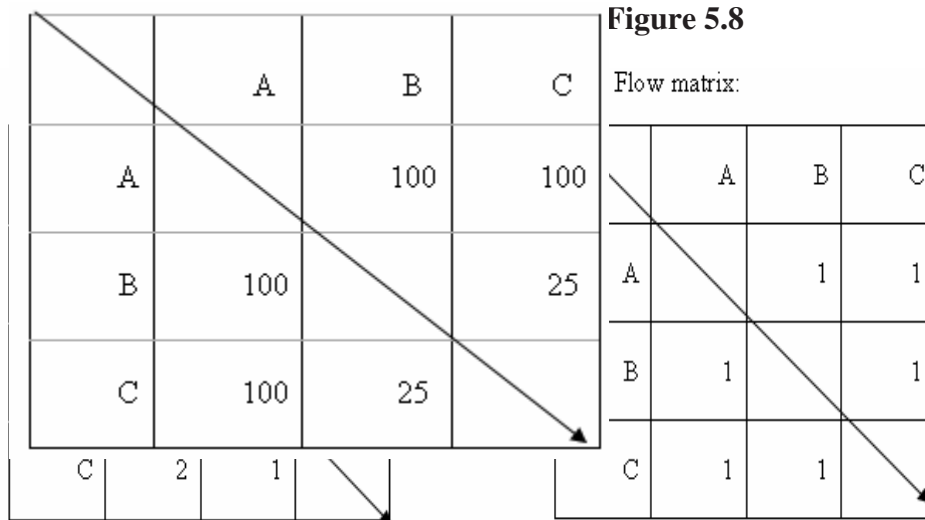 Figure 5.8
A B C
A 100 100
B 100 25
C 100 25
C 2 1
Flow matrix:
A B C
A 1 1
B 1 1
C 1 1